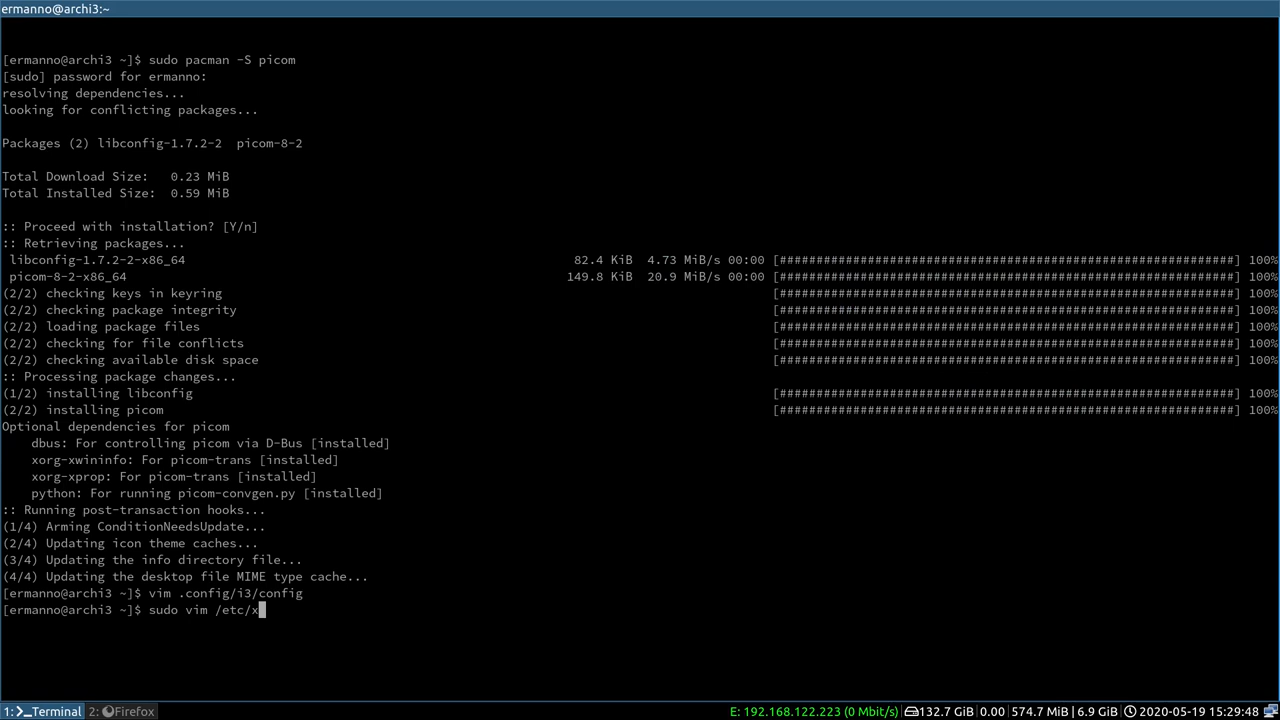 ermanno@archi3:~
[ermanno@archi3 ~]$ sudo pacman -S picom
[sudo] password for ermanno:
resolving dependencies...
looking for conflicting packages...
Packages (2) libconfig-1.7.2-2  picom-8-2
Total Download Size:   0.23 MiB
Total Installed Size:  0.59 MiB
:: Proceed with installation? [Y/n]
:: Retrieving packages...
 libconfig-1.7.2-2-x86_64    82.4 KiB  4.73 MiB/s 00:00 [##############################################################] 100%
 picom-8-2-x86_64    149.8 KiB  20.9 MiB/s 00:00 [##############################################################] 100%
(2/2) checking keys in keyring    [##############################################################] 100%
(2/2) checking package integrity    [##############################################################] 100%
(2/2) loading package files    [##############################################################] 100%
(2/2) checking for file conflicts    [##############################################################] 100%
(2/2) checking available disk space    [##############################################################] 100%
:: Processing package changes...
(1/2) installing libconfig    [##############################################################] 100%
(2/2) installing picom    [##############################################################] 100%
Optional dependencies for picom
    dbus: For controlling picom via D-Bus [installed]
    xorg-xwininfo: For picom-trans [installed]
    xorg-xprop: For picom-trans [installed]
    python: For running picom-convgen.py [installed]
:: Running post-transaction hooks...
(1/4) Arming ConditionNeedsUpdate...
(2/4) Updating icon theme caches...
(3/4) Updating the info directory file...
(4/4) Updating the desktop file MIME type cache...
[ermanno@archi3 ~]$ vim .config/i3/config
[ermanno@archi3 ~]$ sudo vim /etc/x
1: Terminal 2: Firefox E: 192.168.122.223 (0 Mbit/s) 132.7 GiB 0.00 574.7 MiB | 6.9 GiB 2020-05-19 15:29:48